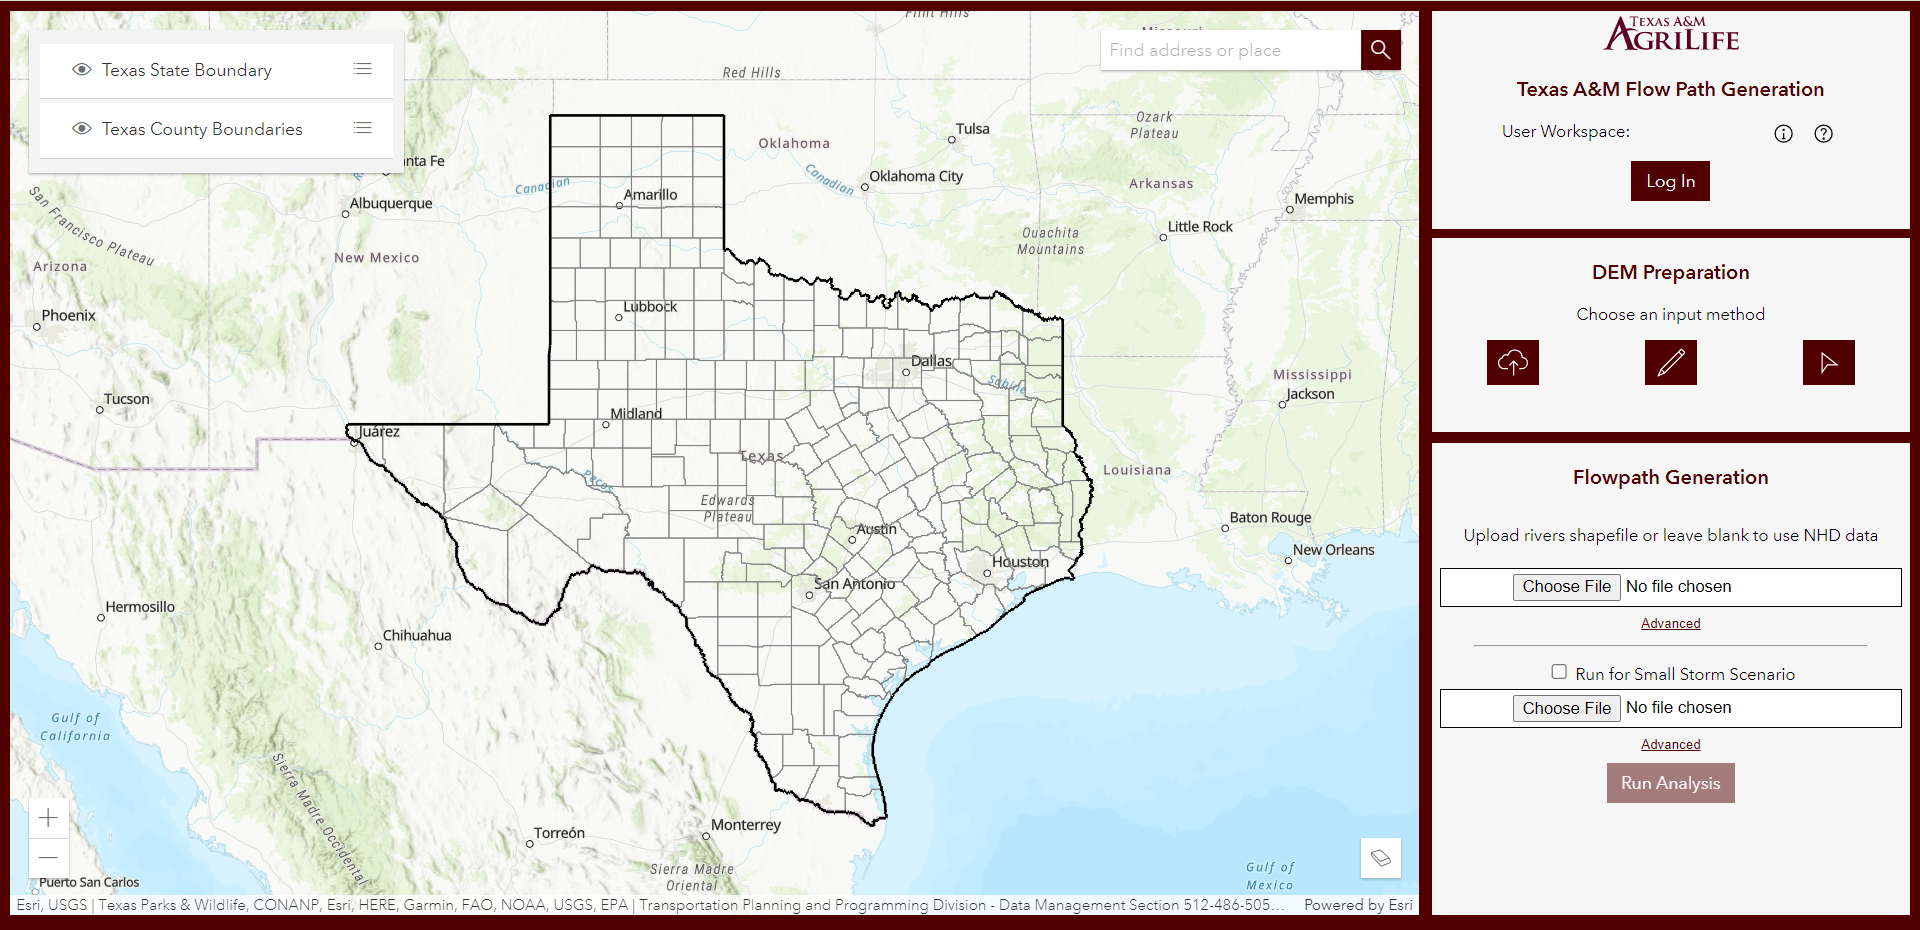 Texas State Boundary
Texas County Boundaries
Find address or place
Flint Hills
Missouri
Red Hills
Ozark
Plateau
Tulsa
Oklahoma
Canadian
Canadian
Oklahoma City
Arkansas
Amarillo
Memphis
Little Rock
Ouachita
Mountains
nta Fe
Albuquerque
San Francisco Plateau
Arizona
New Mexico
Phoenix
Lubbock
Dallas
Sabine
Mississippi
Jackson
Tucson
Midland
Juárez
Texas
Louisiana
Pecos
Edwards
Plateau
Austin
Baton Rouge
New Orleans
Houston
San Antonio
Hermosillo
Chihuahua
Gulf of
California
Sierra Madre Occidental
Torreón
Monterrey
Sierra Madre
Oriental
Gulf of
Mexico
Puerto San Carlos
Esri, USGS | Texas Parks & Wildlife, CONANP, Esri, HERE, Garmin, FAO, NOAA, USGS, EPA | Transportation Planning and Programming Division - Data Management Section 512-486-505… Powered by Esri
TEXAS A&M
AGRILIFE
Texas A&M Flow Path Generation
User Workspace:
Log In
DEM Preparation
Choose an input method
Flowpath Generation
Upload rivers shapefile or leave blank to use NHD data
Choose File No file chosen
Advanced
Run for Small Storm Scenario
Choose File No file chosen
Advanced
Run Analysis